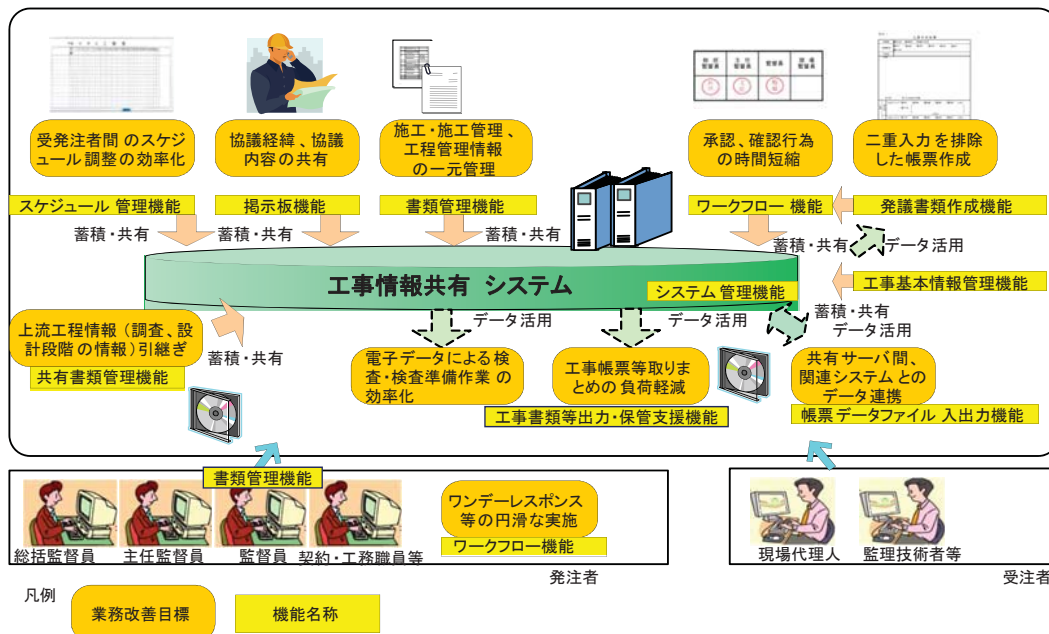 受発注者間のスケジ
ュール調整の効率化
協議経緯、協議
内容の共有
施工・施工管理、
工程管理情報
の一元管理
承認、確認行為
の時間短縮
二重入力を排除
した帳票作成
スケジュール 管理機能
掲示板機能
書類管理機能
ワークフロー 機能
発議書類作成機能
蓄積・共有
蓄積・共有
蓄積・共有
蓄積・共有
データ活用
工事情報共有 システム
システム管理機能
工事基本情報管理機能
上流工程情報（調査、設
計段階の情報）引継ぎ
共有書類管理機能
蓄積・共有
データ活用
データ活用
蓄積・共有
データ活用
電子データによる検
査・検査準備作業の
効率化
工事帳票等取りま
とめの負荷軽減
共有サーバ間、
関連システムとの
データ連携
工事書類等出力・保管支援機能
帳票データファイル 入出力機能
書類管理機能
総括監督員
主任監督員
監督員
契約・工務職員等
ワンデーレスポンス
等の円滑な実施
ワークフロー機能
現場代理人
監理技術者等
発注者
受注者
凡例
業務改善目標
機能名称